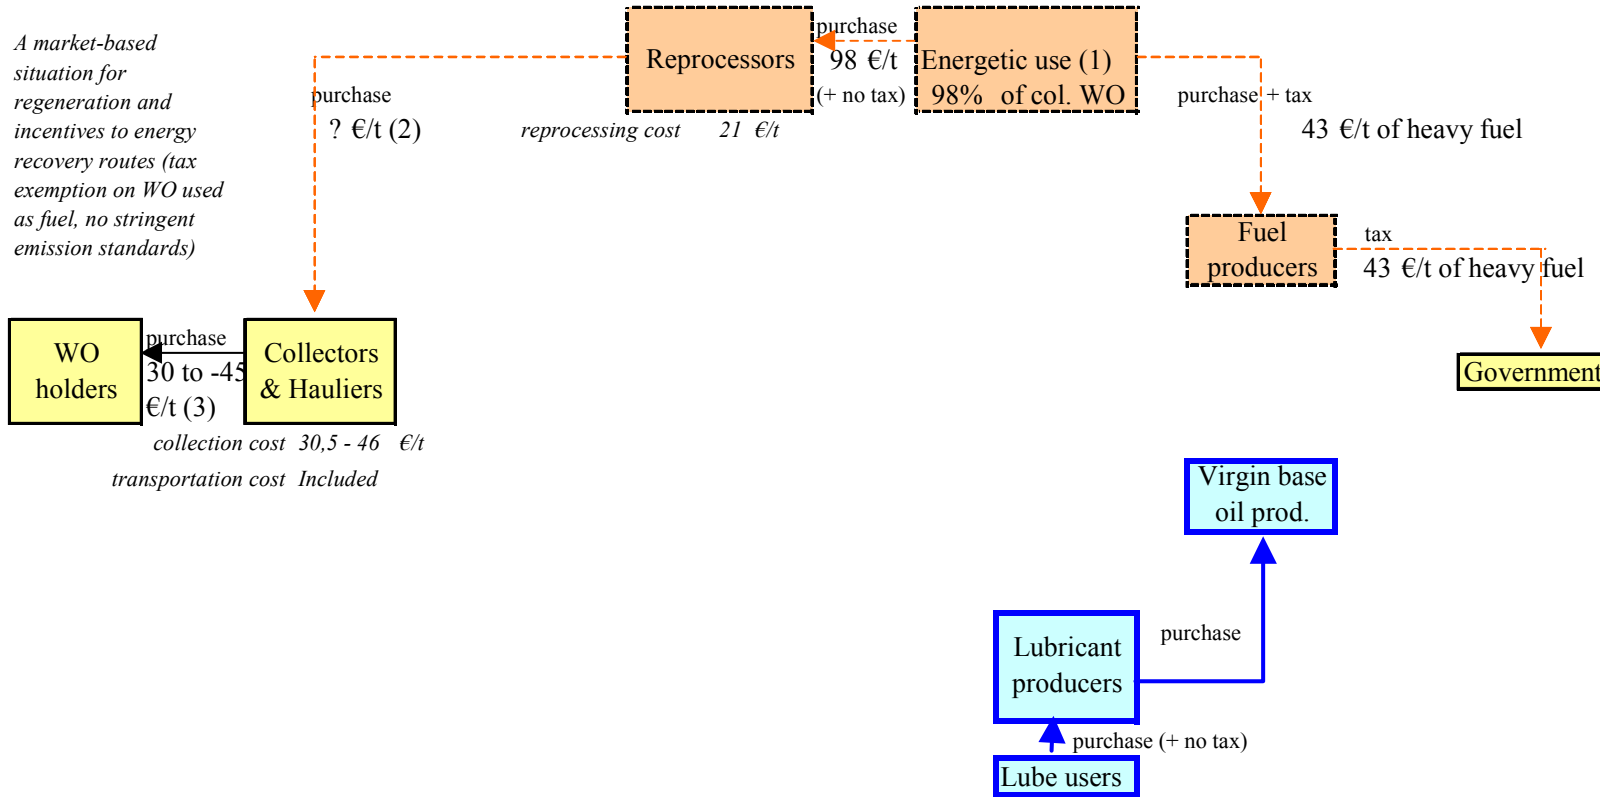 A market-based
situation for
regeneration and
incentives to energy
recovery routes (tax
exemption on WO used
as fuel, no stringent
emission standards)
purchase
? €/t (2)
Reprocessors
reprocessing cost 21 €/t
purchase
98 €/t
(+ no tax)
Energetic use (1)
98% of col. WO
purchase + tax
43 €/t of heavy fuel
Fuel
producers
tax
43 €/t of heavy fuel
Government
WO
holders
purchase
30 to -45
€/t (3)
Collectors
& Hauliers
collection cost 30,5 - 46 €/t
transportation cost Included
Virgin base
oil prod.
Lubricant
producers
purchase
purchase (+ no tax)
Lube users